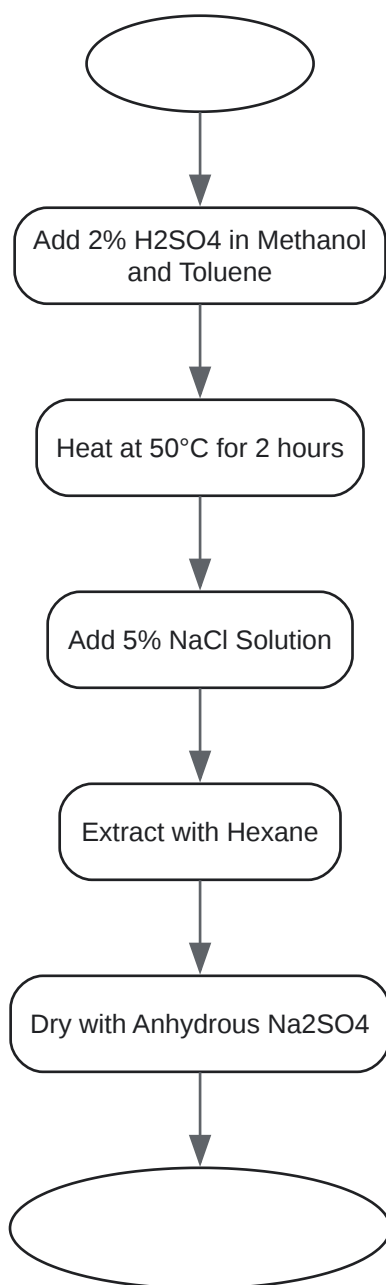 Add 2% H2SO4 in Methanol
and Toluene
Heat at 50°C for 2 hours
Add 5% NaCl Solution
Extract with Hexane
Dry with Anhydrous Na2SO4